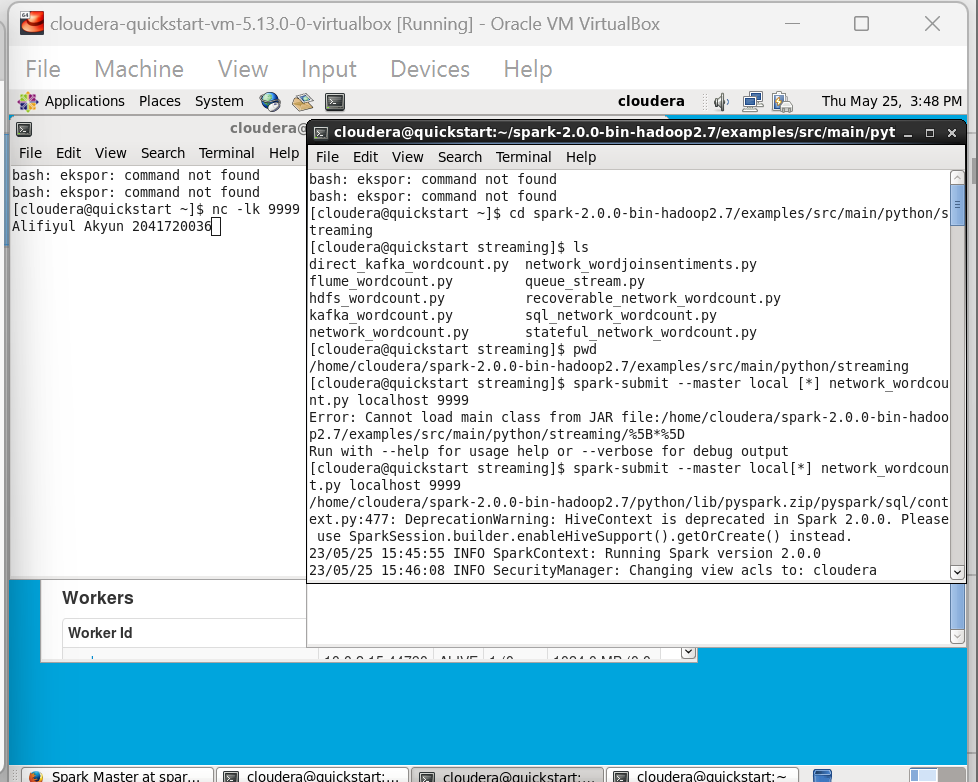 cloudera-quickstart-vm-5.13.0-0-virtualbox [Running] - Oracle VM VirtualBox
File Machine View Input Devices Help
Applications Places System cloudera Thu May 25, 3:48 PM
cloudera@
File Edit View Search Terminal Help
bash: ekspor: command not found
bash: ekspor: command not found
[cloudera@quickstart ~]$ nc -lk 9999
Alifiyul Akyun 2041720036
cloudera@quickstart:~/spark-2.0.0-bin-hadoop2.7/examples/src/main/pyt
File Edit View Search Terminal Help
bash: ekspor: command not found
bash: ekspor: command not found
[cloudera@quickstart ~]$ cd spark-2.0.0-bin-hadoop2.7/examples/src/main/python/s
treaming
[cloudera@quickstart streaming]$ ls
direct_kafka_wordcount.py  network_wordjoinsentiments.py
flume_wordcount.py         queue_stream.py
hdfs_wordcount.py          recoverable_network_wordcount.py
kafka_wordcount.py         sql_network_wordcount.py
network_wordcount.py       stateful_network_wordcount.py
[cloudera@quickstart streaming]$ pwd
/home/cloudera/spark-2.0.0-bin-hadoop2.7/examples/src/main/python/streaming
[cloudera@quickstart streaming]$ spark-submit --master local [*] network_wordcou
nt.py localhost 9999
Error: Cannot load main class from JAR file:/home/cloudera/spark-2.0.0-bin-hadoo
p2.7/examples/src/main/python/streaming/%5B*%5D
Run with --help for usage help or --verbose for debug output
[cloudera@quickstart streaming]$ spark-submit --master local[*] network_wordcoun
t.py localhost 9999
/home/cloudera/spark-2.0.0-bin-hadoop2.7/python/lib/pyspark.zip/pyspark/sql/cont
ext.py:477: DeprecationWarning: HiveContext is deprecated in Spark 2.0.0. Please
 use SparkSession.builder.enableHiveSupport().getOrCreate() instead.
23/05/25 15:45:55 INFO SparkContext: Running Spark version 2.0.0
23/05/25 15:46:08 INFO SecurityManager: Changing view acls to: cloudera
Workers
Worker Id
Spark Master at spar... cloudera@quickstart:... cloudera@quickstart:... cloudera@quickstart:~